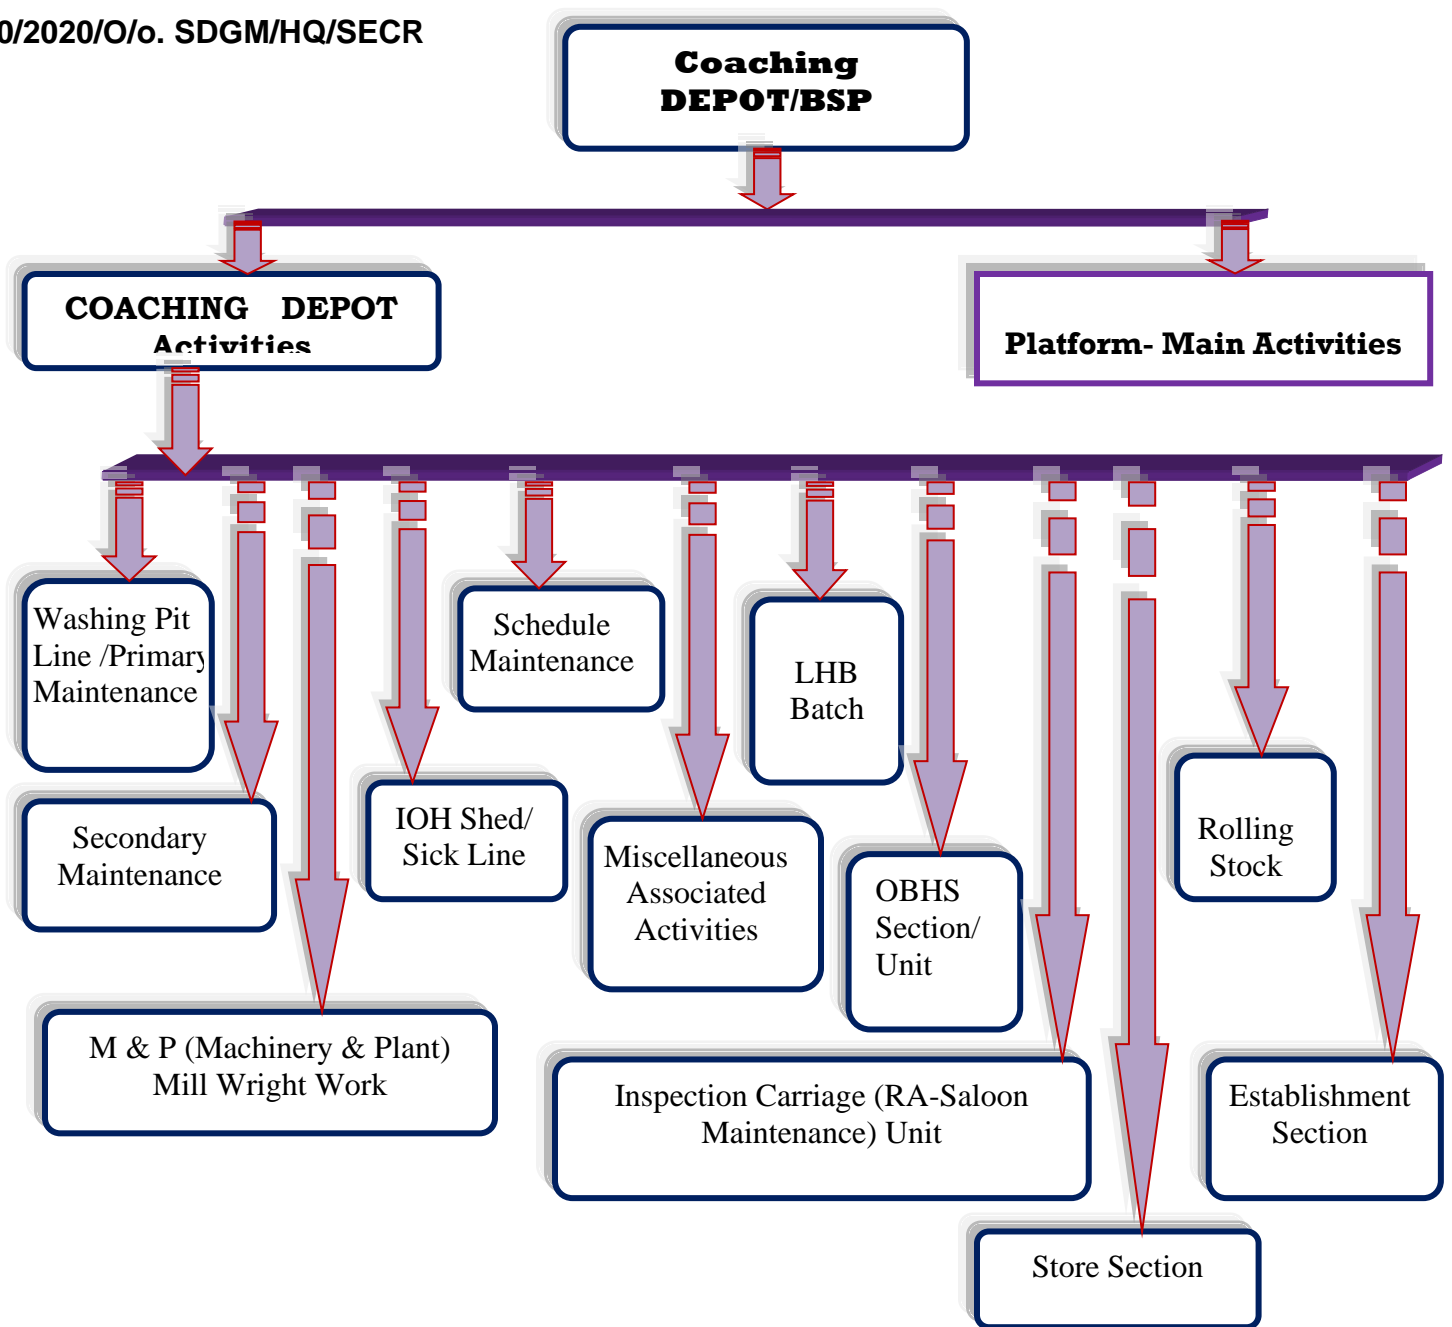 0/2020/O/o. SDGM/HQ/SECR
Coaching
DEPOT/BSP
COACHING DEPOT
Activities
Platform- Main Activities
Washing Pit
Line /Primary
Maintenance
Schedule
Maintenance
LHB
Batch
Secondary
Maintenance
IOH Shed/
Sick Line
Miscellaneous
Associated
Activities
OBHS
Section/
Unit
Rolling
Stock
M & P (Machinery & Plant)
Mill Wright Work
Inspection Carriage (RA-Saloon
Maintenance) Unit
Establishment
Section
Store Section